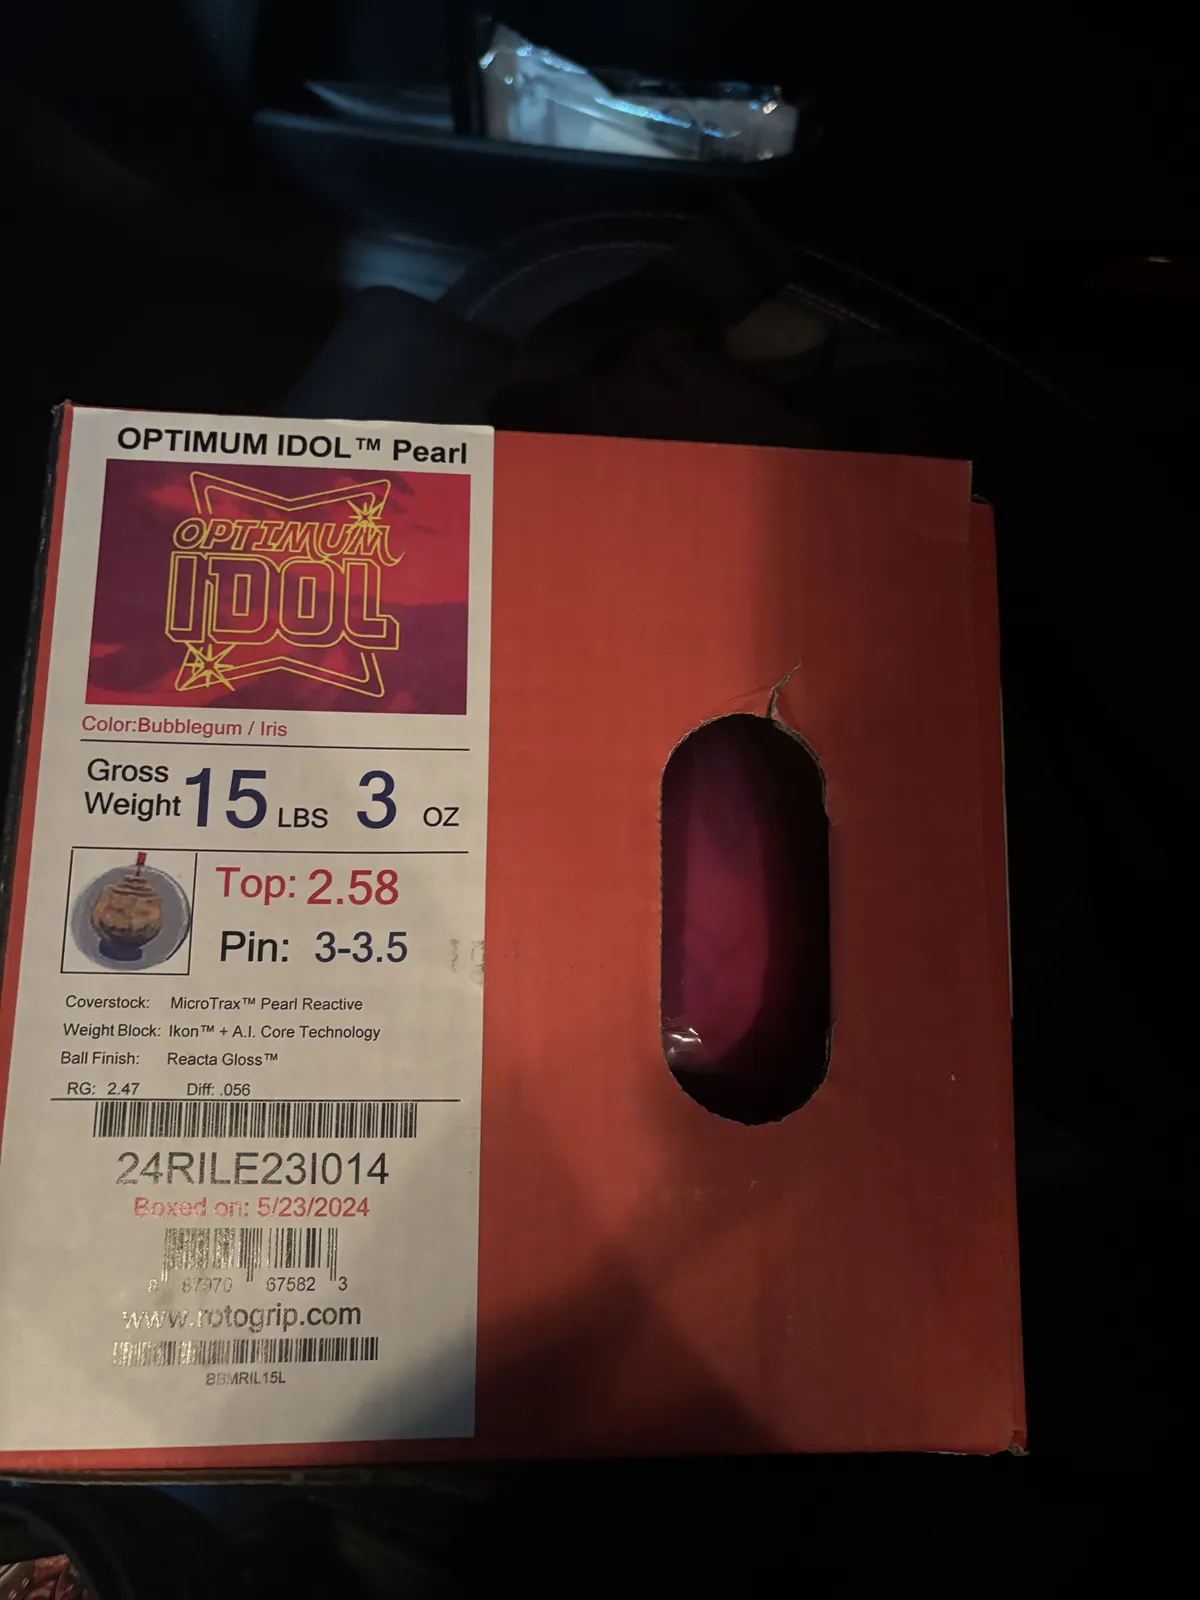 OPTIMUM IDOL™ Pearl
OPTIMUM
IDOL
Color:Bubblegum / Iris
Gross Weight 15 LBS 3 OZ
Top: 2.58
Pin: 3-3.5
Coverstock: MicroTrax™ Pearl Reactive
Weight Block: Ikon™ + A.I. Core Technology
Ball Finish: Reacta Gloss™
RG: 2.47 Diff: .056
24RILE23I014
Boxed on: 5/23/2024
8 87970 67582 3
www.rotogrip.com
BBMRIL15L